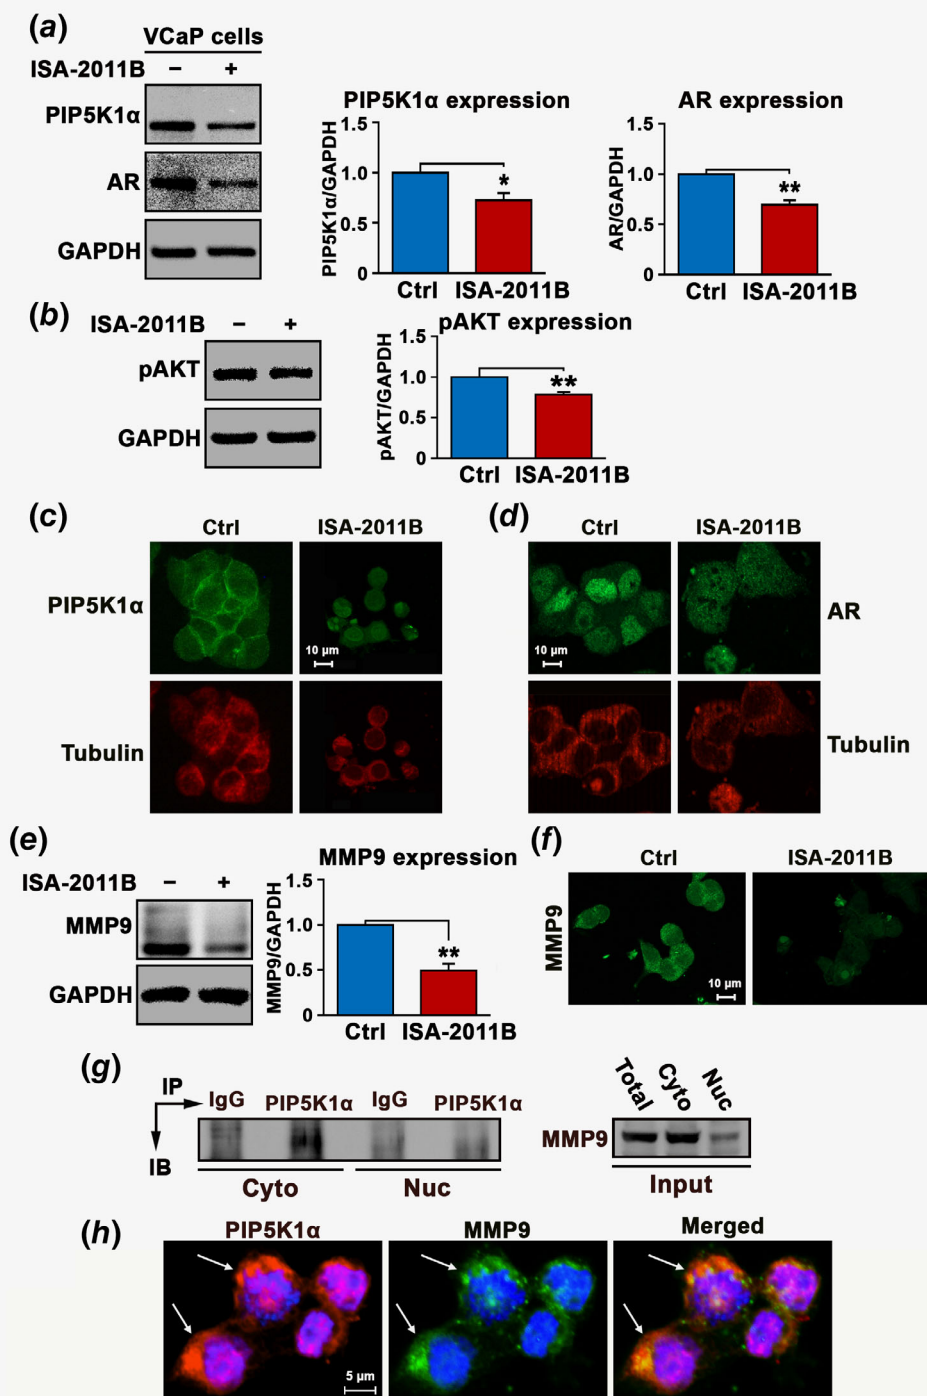 (a)
VCaP cells
ISA-2011B – +
PIP5K1α
AR
GAPDH
PIP5K1α expression
PIP5K1α/GAPDH
1.5
1.0
0.5
0
*
Ctrl ISA-2011B
AR expression
AR/GAPDH
1.5
1.0
0.5
0
**
Ctrl ISA-2011B
(b)
ISA-2011B – +
pAKT
GAPDH
pAKT expression
pAKT/GAPDH
1.5
1.0
0.5
0
**
Ctrl ISA-2011B
(c)
Ctrl ISA-2011B
PIP5K1α
10 µm
Tubulin
(d)
Ctrl ISA-2011B
AR
10 µm
Tubulin
(e)
ISA-2011B – +
MMP9
GAPDH
MMP9 expression
MMP9/GAPDH
1.5
1.0
0.5
0
**
Ctrl ISA-2011B
(f)
Ctrl ISA-2011B
MMP9
10 µm
(g)
IP
IB
IgG PIP5K1α IgG PIP5K1α
Cyto Nuc
Total Cyto Nuc
MMP9
Input
(h)
PIP5K1α MMP9 Merged
5 µm